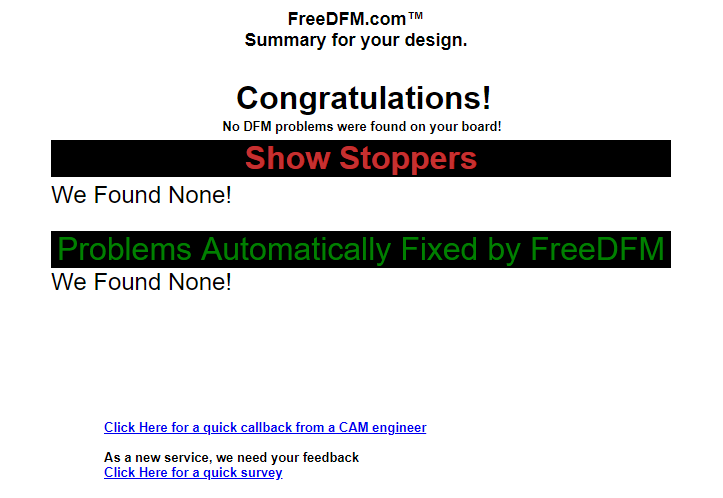 FreeDFM.com™
Summary for your design.
Congratulations!
No DFM problems were found on your board!
Show Stoppers
We Found None!
Problems Automatically Fixed by FreeDFM
We Found None!
Click Here for a quick callback from a CAM engineer
As a new service, we need your feedback
Click Here for a quick survey